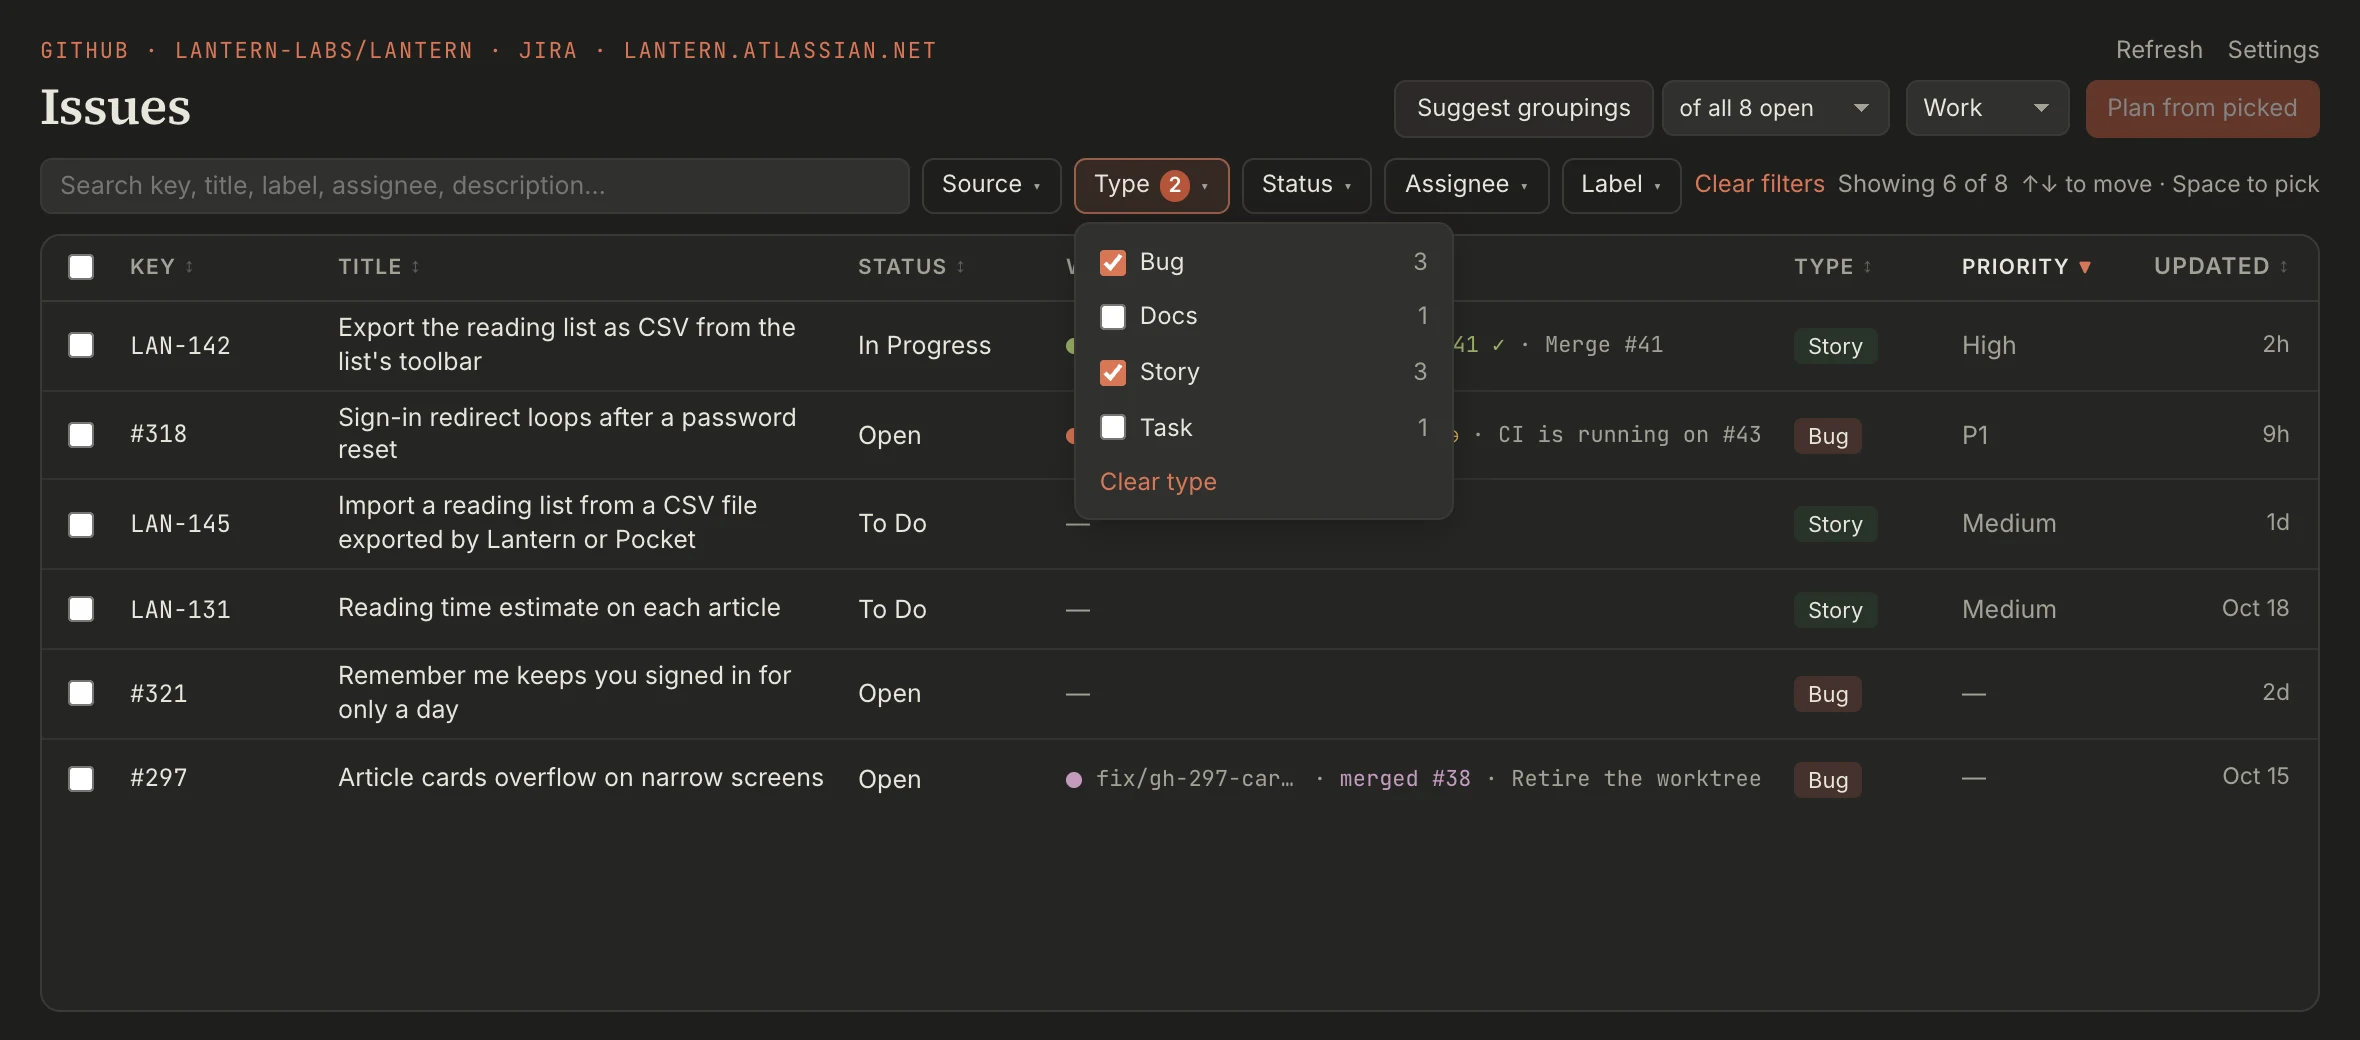 GITHUB · LANTERN-LABS/LANTERN · JIRA · LANTERN.ATLASSIAN.NET
Refresh Settings
Issues
Suggest groupings of all 8 open Work Plan from picked
Search key, title, label, assignee, description...
Source Type 2 Status Assignee Label Clear filters Showing 6 of 8 ↑↓ to move · Space to pick
KEY TITLE STATUS TYPE PRIORITY UPDATED
Bug 3
Docs 1
Story 3
Task 1
Clear type
LAN-142 Export the reading list as CSV from the
list's toolbar
In Progress 41 ✓ · Merge #41 Story High 2h
#318 Sign-in redirect loops after a password
reset
Open · CI is running on #43 Bug P1 9h
LAN-145 Import a reading list from a CSV file
exported by Lantern or Pocket
To Do — Story Medium 1d
LAN-131 Reading time estimate on each article To Do — Story Medium Oct 18
#321 Remember me keeps you signed in for
only a day
Open — Bug — 2d
#297 Article cards overflow on narrow screens Open fix/gh-297-car… · merged #38 · Retire the worktree Bug — Oct 15